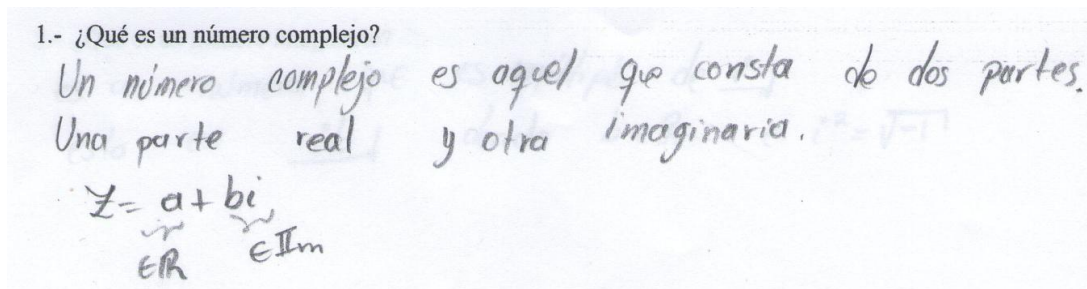 1.- ¿Qué es un número complejo?
Un número complejo es aquel que consta de dos partes.
Una parte real y otra imaginaria.
Z = a + bi
∈ℝ ∈𝕀m